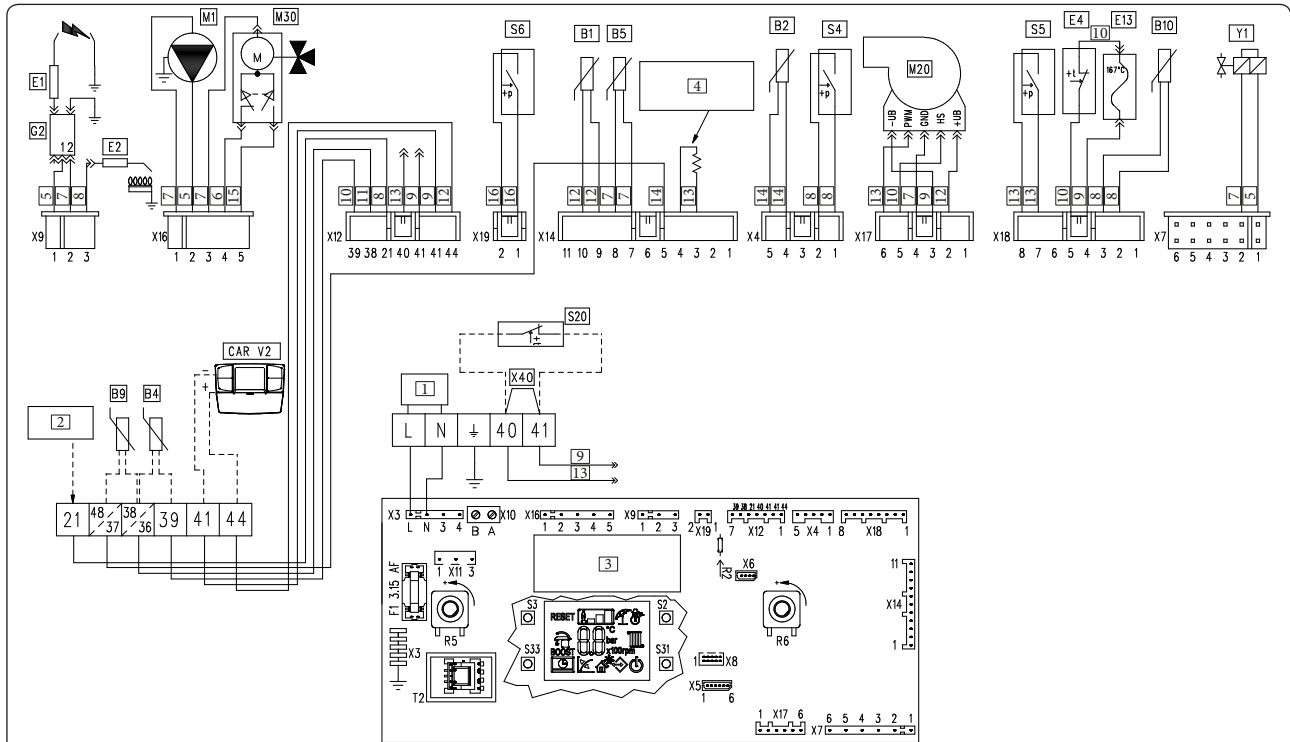 M1 M30
S6
B1 B5
B2
S4
S5
E4
E13
B10
Y1
10
M
4
M20
E1
+p
+p
+p
+t
167°C
-UB PWM GND HS +UB
G2
1 2
E2
5 7 8
7 5 7 6 15
10 11 8 13 9 9 12
16 16
12 12 7 7 14 13
14 14 8 8
13 10 7 9 12
13 13 10 9 8 8
7 5
X9
X16
X12
X19
X14
X4
X17
X18
X7
1 2 3
1 2 3 4 5
39 38 21 40 41 41 44
2 1
11 10 9 8 7 6 5 4 3 2 1
5 4 3 2 1
6 5 4 3 2 1
8 7 6 5 4 3 2 1
6 5 4 3 2 1
S20
+t
CAR V2
-
+
B9 B4
2
1
X40
L N 40 41
9
13
21 48/37 38/36 39 41 44
X3 L N 3 4
B A X10
X16 1 2 3 4 5
X9 1 2 3
2 X19 1
39 38 21 40 41 41 44
7 X12 1
5 X4 1
8 X18 1
1 X11 3
F1 3.15 AF
3
R2
X6
11
X14
1
+
R5
+
R6
S3 S2
RESET
°C
bar
BOOST
x100rpm
S33 S31
X3
T2
1 X8
X5
1 6
1 X17 6
X7 6 5 4 3 2 1